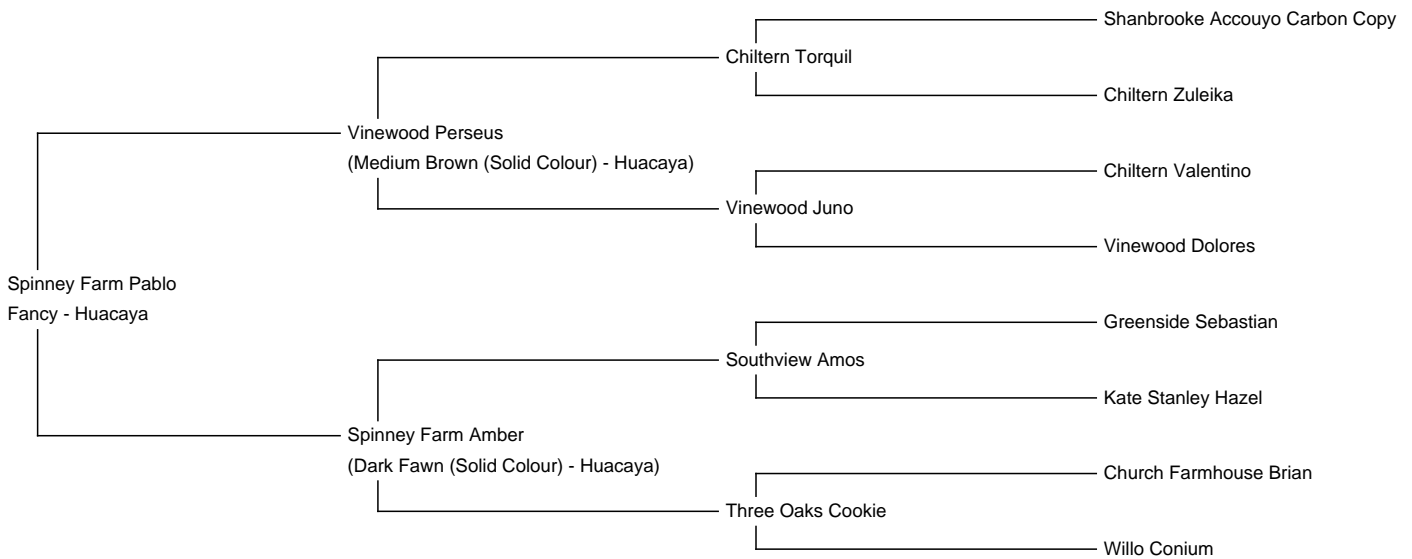 Shanbrooke Accouyo Carbon Copy
Chiltern Torquil
Chiltern Zuleika
Vinewood Perseus
(Medium Brown (Solid Colour) - Huacaya)
Chiltern Valentino
Vinewood Juno
Vinewood Dolores
Spinney Farm Pablo
Fancy - Huacaya
Greenside Sebastian
Southview Amos
Kate Stanley Hazel
Spinney Farm Amber
(Dark Fawn (Solid Colour) - Huacaya)
Church Farmhouse Brian
Three Oaks Cookie
Willo Conium